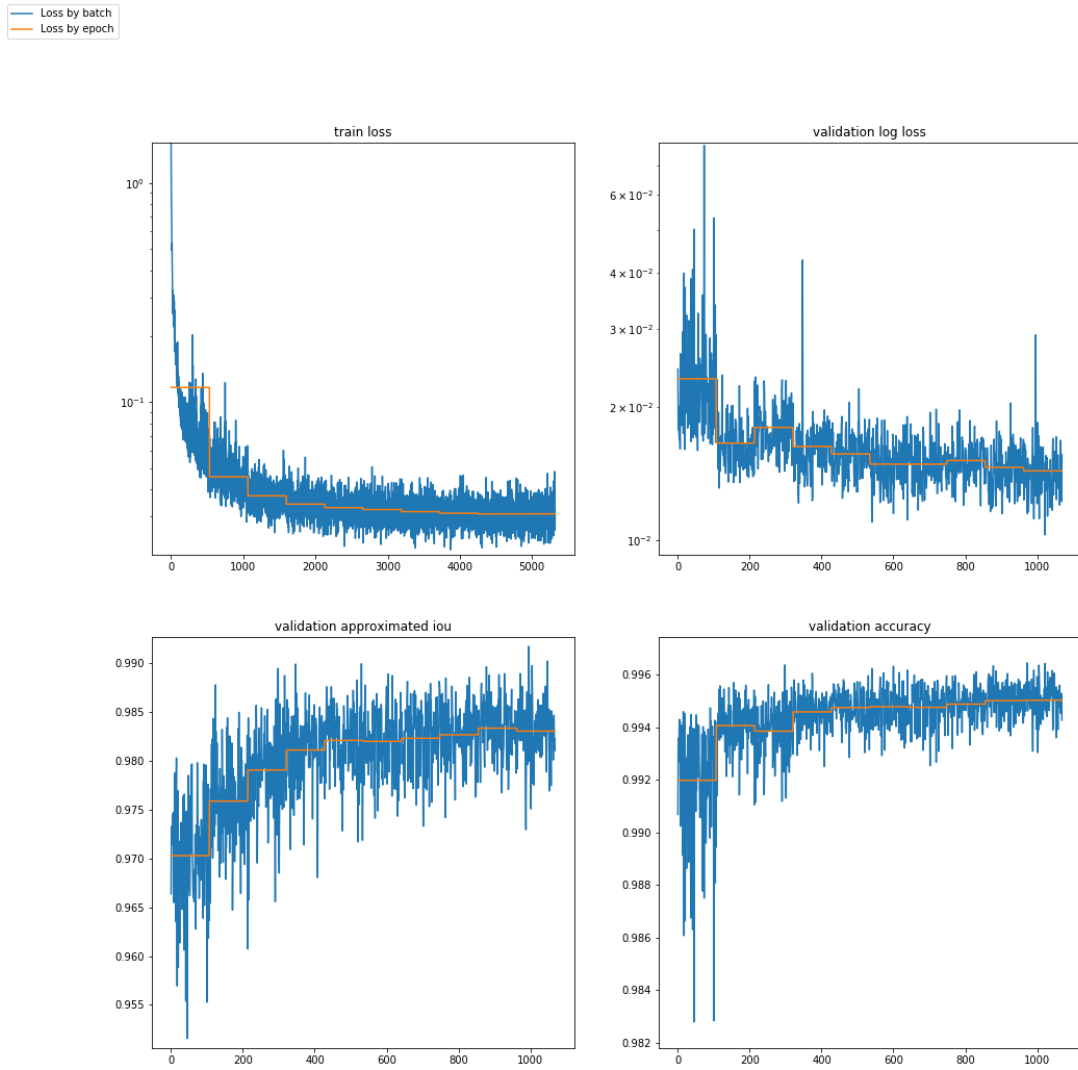 Loss by batch
Loss by epoch
train loss
10⁰
10⁻¹
0 1000 2000 3000 4000 5000
validation log loss
6 × 10⁻²
4 × 10⁻²
3 × 10⁻²
2 × 10⁻²
10⁻²
0 200 400 600 800 1000
validation approximated iou
0.990
0.985
0.980
0.975
0.970
0.965
0.960
0.955
0 200 400 600 800 1000
validation accuracy
0.996
0.994
0.992
0.990
0.988
0.986
0.984
0.982
0 200 400 600 800 1000